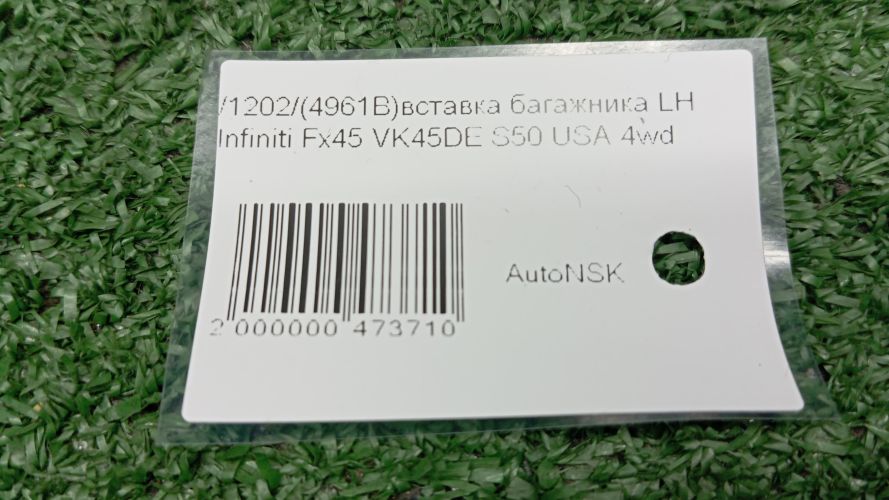 /1202/(4961B)вставка багажника LH
Infiniti Fx45 VK45DE S50 USA 4wd
AutoNSK
2 000000 473710